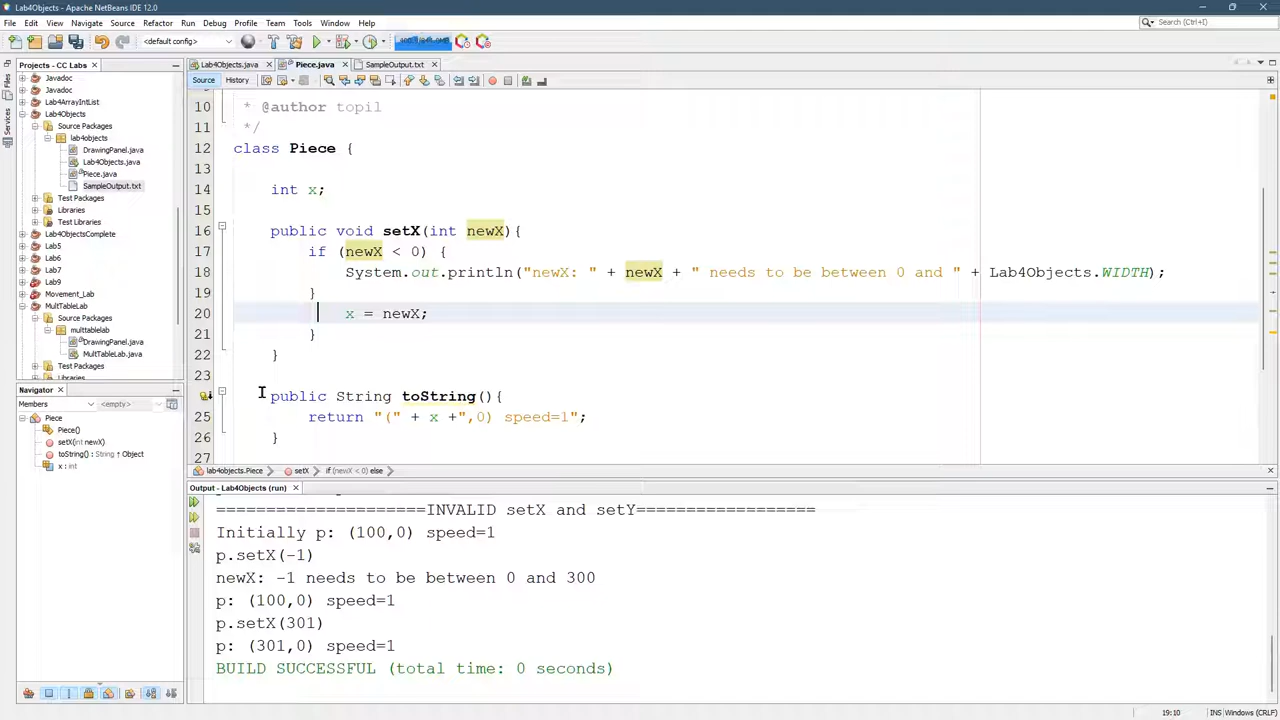 Lab4Objects - Apache NetBeans IDE 12.0
File Edit View Navigate Source Refactor Run Debug Profile Team Tools Window Help
Search (Ctrl+I)
<default config>
Projects - CC Labs
Lab4Objects.java Piece.java SampleOutput.txt
Source History
Files
Services
Javadoc
Javadoc
Lab4ArrayIntList
Lab4Objects
Source Packages
lab4objects
DrawingPanel.java
Lab4Objects.java
Piece.java
SampleOutput.txt
Test Packages
Libraries
Test Libraries
Lab4ObjectsComplete
Lab5
Lab6
Lab7
Lab9
Movement_Lab
MultTableLab
Source Packages
multtablelab
DrawingPanel.java
MultTableLab.java
Test Packages
Libraries
Navigator
Members <empty>
Piece
Piece()
setX(int newX)
toString() : String ↑ Object
x : int
10 * @author topil
11 */
12 class Piece {
13
14 int x;
15
16 public void setX(int newX){
17 if (newX < 0) {
18 System.out.println("newX: " + newX + " needs to be between 0 and " + Lab4Objects.WIDTH);
19 }
20 x = newX;
21 }
22 }
23
public String toString(){
25 return "(" + x +",0) speed=1";
26 }
27
lab4objects.Piece setX if (newX < 0) else
Output - Lab4Objects (run)
=====================INVALID setX and setY==================
Initially p: (100,0) speed=1
p.setX(-1)
newX: -1 needs to be between 0 and 300
p: (100,0) speed=1
p.setX(301)
p: (301,0) speed=1
BUILD SUCCESSFUL (total time: 0 seconds)
19:10 INS Windows (CRLF)